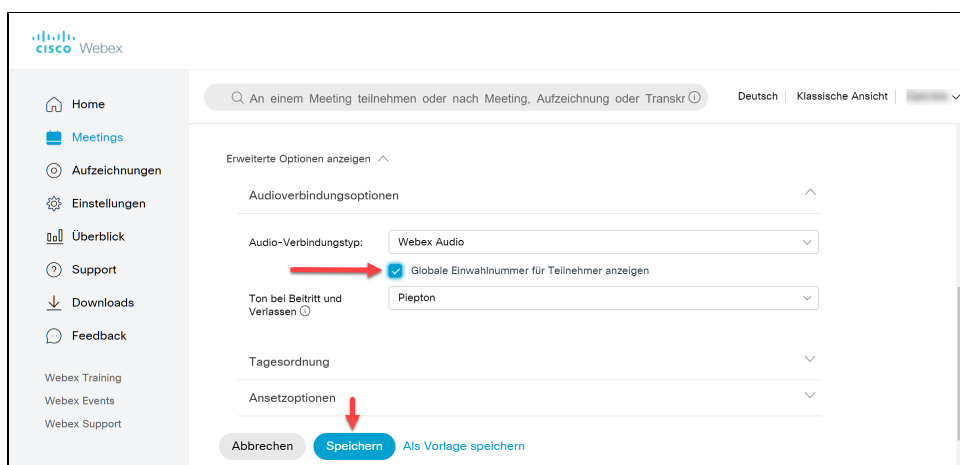 cisco Webex
An einem Meeting teilnehmen oder nach Meeting, Aufzeichnung oder Transkr
Deutsch
Klassische Ansicht
Home
Meetings
Aufzeichnungen
Einstellungen
Überblick
Support
Downloads
Feedback
Webex Training
Webex Events
Webex Support
Erweiterte Optionen anzeigen
Audioverbindungsoptionen
Audio-Verbindungstyp:
Webex Audio
Globale Einwahlnummer für Teilnehmer anzeigen
Ton bei Beitritt und
Verlassen
Piepton
Tagesordnung
Ansetzoptionen
Abbrechen
Speichern
Als Vorlage speichern